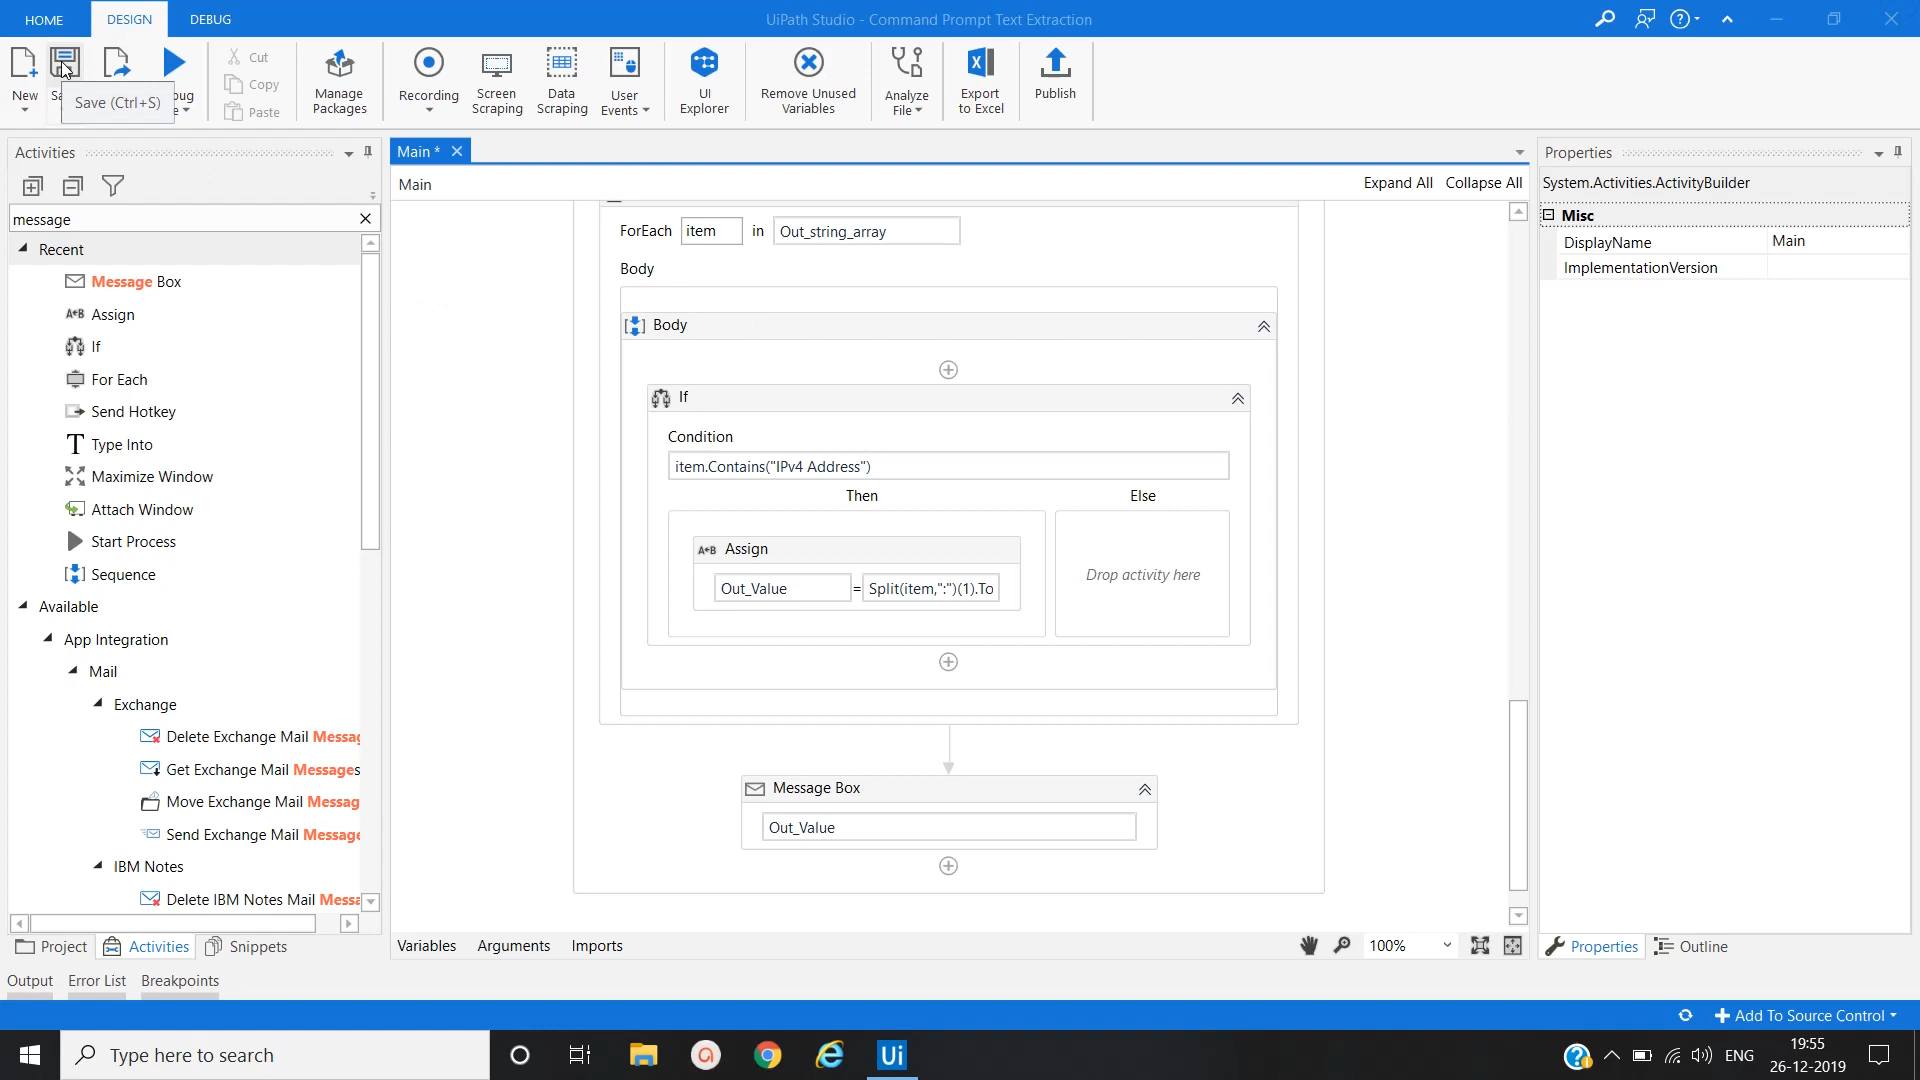 HOME
DESIGN
DEBUG
UiPath Studio - Command Prompt Text Extraction
New
Save (Ctrl+S)
Cut
Copy
Paste
Manage
Packages
Recording
Screen
Scraping
Data
Scraping
User
Events
UI
Explorer
Remove Unused
Variables
Analyze
File
Export
to Excel
Publish
Activities
message
Recent
Message Box
Assign
If
For Each
Send Hotkey
Type Into
Maximize Window
Attach Window
Start Process
Sequence
Available
App Integration
Mail
Exchange
Delete Exchange Mail Messag
Get Exchange Mail Messages
Move Exchange Mail Messag
Send Exchange Mail Message
IBM Notes
Delete IBM Notes Mail Messa
Project
Activities
Snippets
Output
Error List
Breakpoints
Main *
Main
Expand All
Collapse All
ForEach
item
in
Out_string_array
Body
Body
If
Condition
item.Contains("IPv4 Address")
Then
Else
A+B Assign
Out_Value
=
Split(item,":")(1).To
Drop activity here
Message Box
Out_Value
Variables
Arguments
Imports
100%
Properties
System.Activities.ActivityBuilder
Misc
DisplayName
Main
ImplementationVersion
Properties
Outline
Add To Source Control
Type here to search
Ui
ENG
19:55
26-12-2019